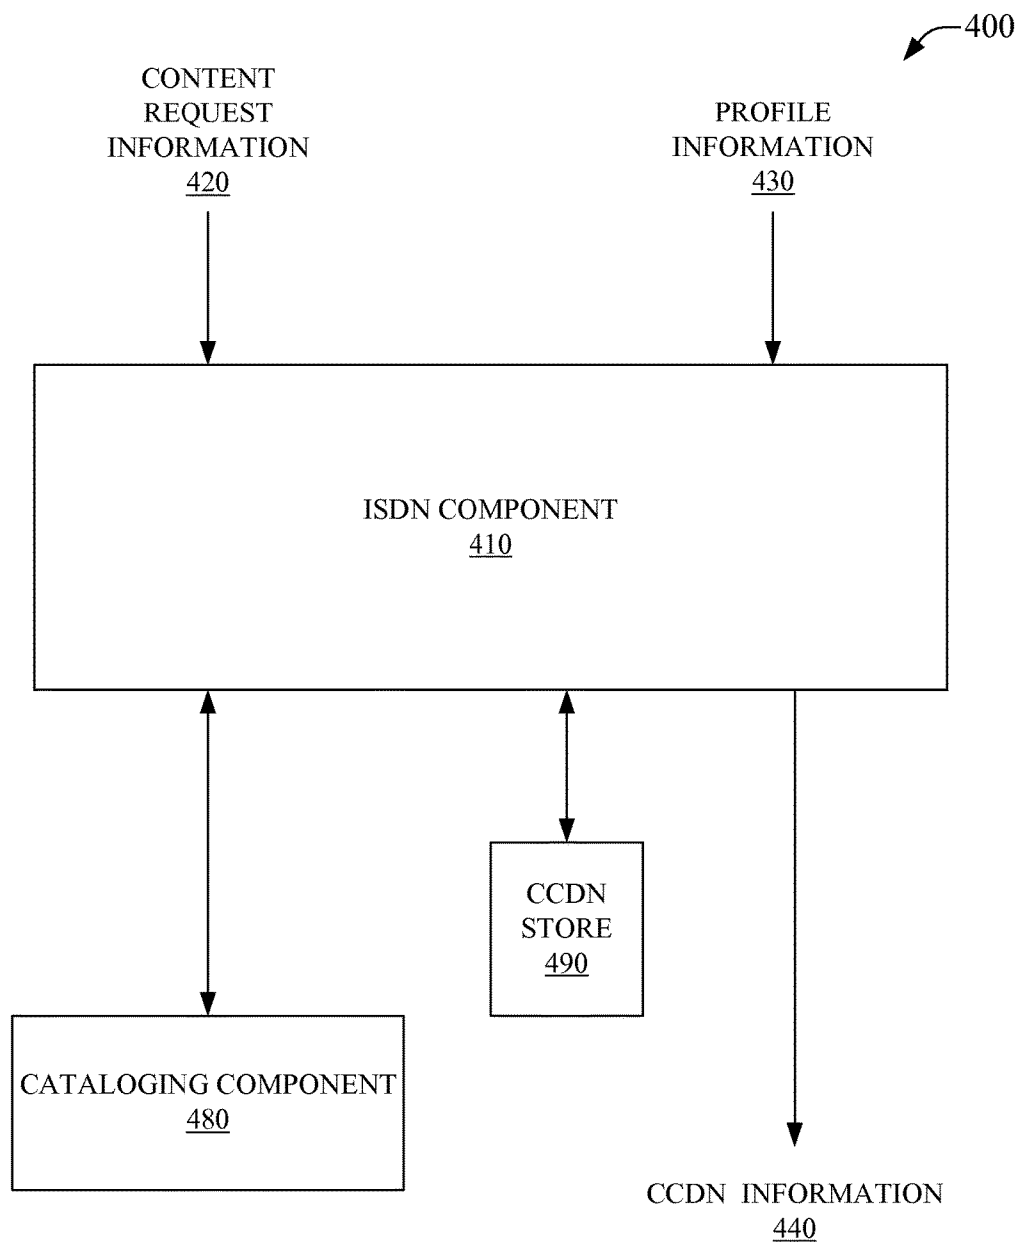 400
CONTENT
REQUEST
INFORMATION
420
PROFILE
INFORMATION
430
ISDN COMPONENT
410
CCDN
STORE
490
CATALOGING COMPONENT
480
CCDN INFORMATION
440